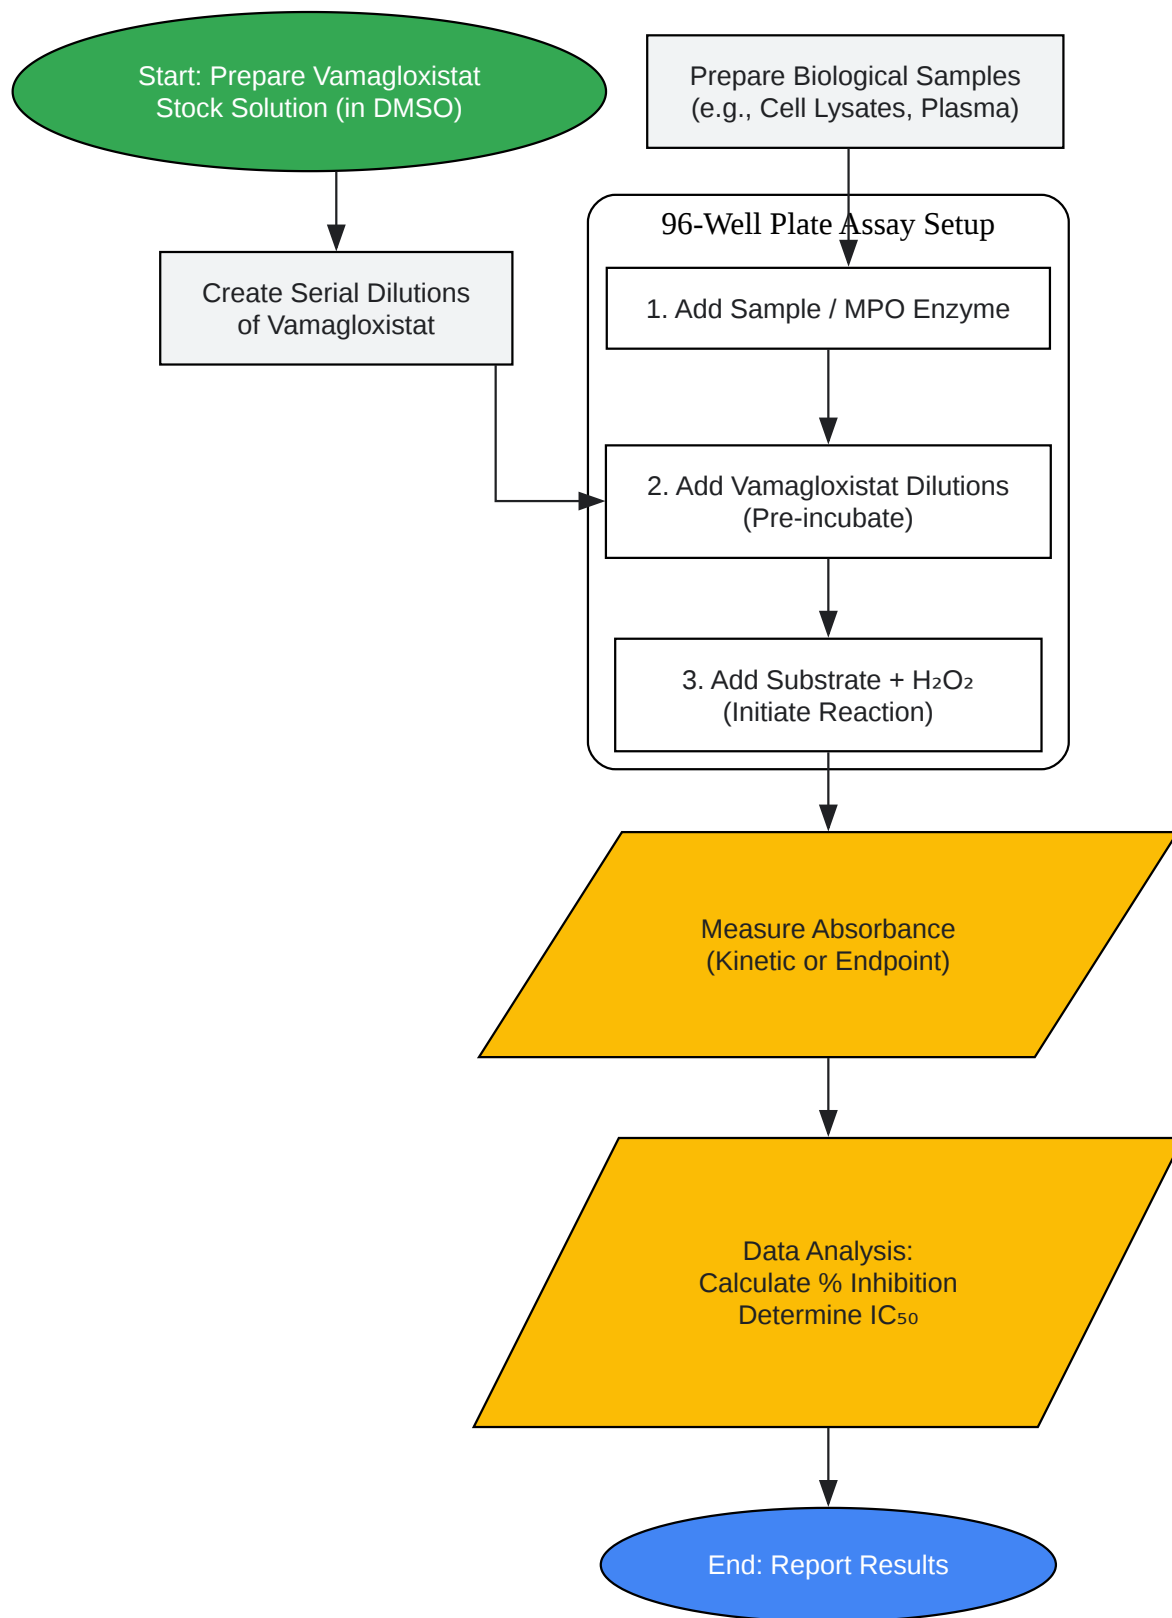 Start: Prepare Vamagloxistat
Stock Solution (in DMSO)
Prepare Biological Samples
(e.g., Cell Lysates, Plasma)
96-Well Plate Assay Setup
Create Serial Dilutions
of Vamagloxistat
1. Add Sample / MPO Enzyme
2. Add Vamagloxistat Dilutions
(Pre-incubate)
3. Add Substrate + H₂O₂
(Initiate Reaction)
Measure Absorbance
(Kinetic or Endpoint)
Data Analysis:
Calculate % Inhibition
Determine IC₅₀
End: Report Results